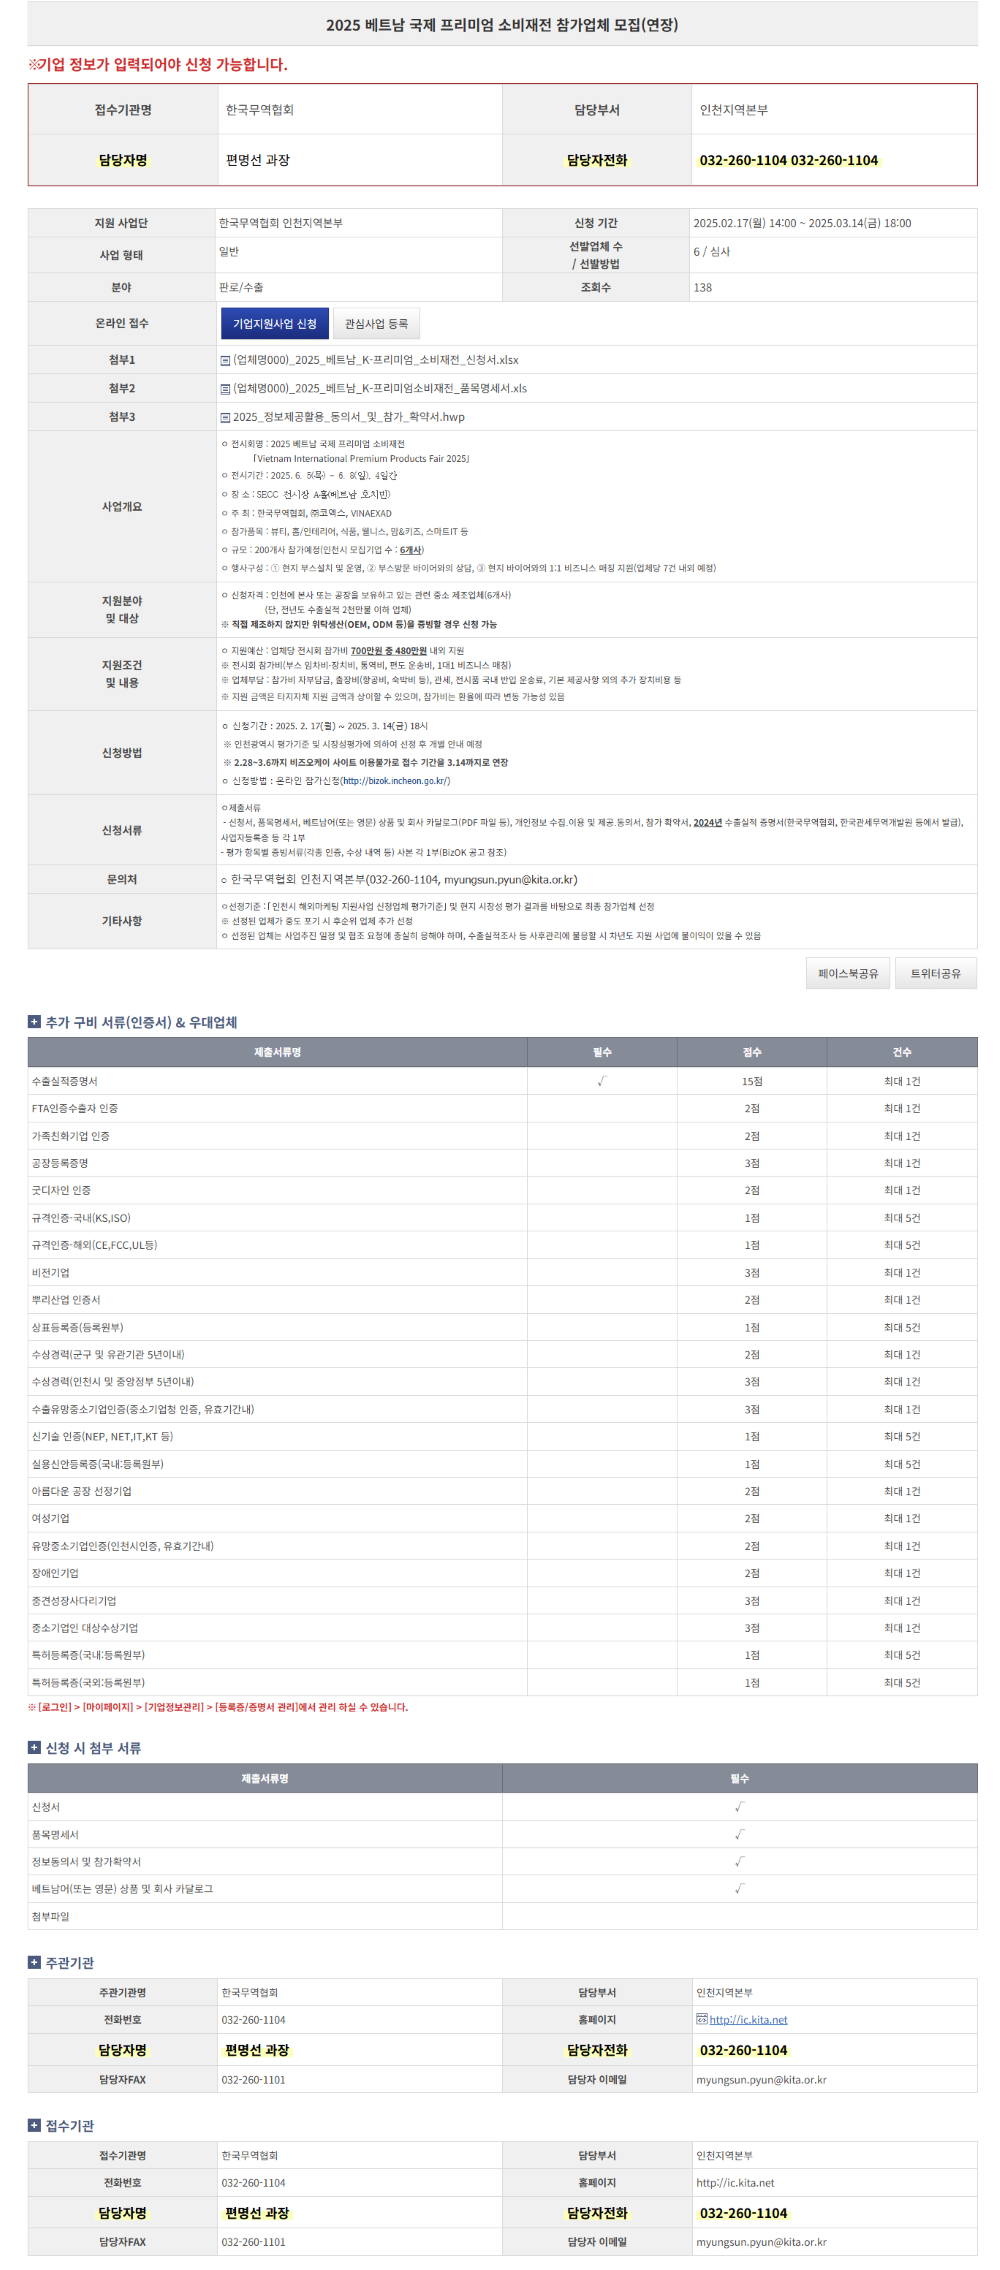 2025 베트남 국제 프리미엄 소비재전 참가업체 모집(연장)
※기업 정보가 입력되어야 신청 가능합니다.
접수기관명 한국무역협회 담당부서 인천지역본부
담당자명 편명선 과장 담당자전화 032-260-1104 032-260-1104
지원 사업단 한국무역협회 인천지역본부 신청 기간 2025.02.17(월) 14:00 ~ 2025.03.14(금) 18:00
사업 형태 일반 선발업체 수 / 선발방법 6 / 심사
분야 판로/수출 조회수 138
온라인 접수 기업지원사업 신청 관심사업 등록
첨부1 (업체명000)_2025_베트남_K-프리미엄_소비재전_신청서.xlsx
첨부2 (업체명000)_2025_베트남_K-프리미엄소비재전_품목명세서.xls
첨부3 2025_정보제공활용_동의서_및_참가_확약서.hwp
사업개요
ㅇ 전시회명 : 2025 베트남 국제 프리미엄 소비재전
「Vietnam International Premium Products Fair 2025」
ㅇ 전시기간 : 2025. 6. 5(목) ~ 6. 8(일), 4일간
ㅇ 장 소 : SECC 전시장 A홀(베트남 호치민)
ㅇ 주 최 : 한국무역협회, ㈜코엑스, VINAEXAD
ㅇ 참가품목 : 뷰티, 홈/인테리어, 식품, 웰니스, 맘&키즈, 스마트IT 등
ㅇ 규모 : 200개사 참가예정(인천시 모집기업 수 : 6개사)
ㅇ 행사구성 : ① 현지 부스설치 및 운영, ② 부스방문 바이어와의 상담, ③ 현지 바이어와의 1:1 비즈니스 매칭 지원(업체당 7건 내외 예정)
지원분야
및 대상
ㅇ 신청자격 : 인천에 본사 또는 공장을 보유하고 있는 관련 중소 제조업체(6개사)
(단, 전년도 수출실적 2천만불 이하 업체)
※ 직접 제조하지 않지만 위탁생산(OEM, ODM 등)을 증빙할 경우 신청 가능
지원조건
및 내용
ㅇ 지원예산 : 업체당 전시회 참가비 700만원 중 480만원 내외 지원
※ 전시회 참가비(부스 임차비·장치비, 통역비, 편도 운송비, 1대1 비즈니스 매칭)
※ 업체부담 : 참가비 자부담금, 출장비(항공비, 숙박비 등), 관세, 전시품 국내 반입 운송료, 기본 제공사항 외의 추가 장치비용 등
※ 지원 금액은 타지자체 지원 금액과 상이할 수 있으며, 참가비는 환율에 따라 변동 가능성 있음
신청방법
ㅇ 신청기간 : 2025. 2. 17(월) ~ 2025. 3. 14(금) 18시
※ 인천광역시 평가기준 및 시장성평가에 의하여 선정 후 개별 안내 예정
※ 2.28~3.6까지 비즈오케이 사이트 이용불가로 접수 기간을 3.14까지로 연장
ㅇ 신청방법 : 온라인 참가신청(http://bizok.incheon.go.kr/)
신청서류
ㅇ제출서류
- 신청서, 품목명세서, 베트남어(또는 영문) 상품 및 회사 카달로그(PDF 파일 등), 개인정보 수집.이용 및 제공.동의서, 참가 확약서, 2024년 수출실적 증명서(한국무역협회, 한국관세무역개발원 등에서 발급),
사업자등록증 등 각 1부
- 평가 항목별 증빙서류(각종 인증, 수상 내역 등) 사본 각 1부(BizOK 공고 참조)
문의처 ㅇ 한국무역협회 인천지역본부(032-260-1104, myungsun.pyun@kita.or.kr)
기타사항
ㅇ선정기준 : 「인천시 해외마케팅 지원사업 신청업체 평가기준」 및 현지 시장성 평가 결과를 바탕으로 최종 참가업체 선정
※ 선정된 업체가 중도 포기 시 후순위 업체 추가 선정
ㅇ 선정된 업체는 사업추진 일정 및 협조 요청에 충실히 응해야 하며, 수출실적조사 등 사후관리에 불응할 시 차년도 지원 사업에 불이익이 있을 수 있음
페이스북공유 트위터공유
추가 구비 서류(인증서) & 우대업체
제출서류명 필수 점수 건수
수출실적증명서 √ 15점 최대 1건
FTA인증수출자 인증 2점 최대 1건
가족친화기업 인증 2점 최대 1건
공장등록증명 3점 최대 1건
굿디자인 인증 2점 최대 1건
규격인증-국내(KS,ISO) 1점 최대 5건
규격인증-해외(CE,FCC,UL등) 1점 최대 5건
비전기업 3점 최대 1건
뿌리산업 인증서 2점 최대 1건
상표등록증(등록원부) 1점 최대 5건
수상경력(군구 및 유관기관 5년이내) 2점 최대 1건
수상경력(인천시 및 중앙정부 5년이내) 3점 최대 1건
수출유망중소기업인증(중소기업청 인증, 유효기간내) 3점 최대 1건
신기술 인증(NEP, NET,IT,KT 등) 1점 최대 5건
실용신안등록증(국내:등록원부) 1점 최대 5건
아름다운 공장 선정기업 2점 최대 1건
여성기업 2점 최대 1건
유망중소기업인증(인천시인증, 유효기간내) 2점 최대 1건
장애인기업 2점 최대 1건
중견성장사다리기업 3점 최대 1건
중소기업인 대상수상기업 3점 최대 1건
특허등록증(국내:등록원부) 1점 최대 5건
특허등록증(국외:등록원부) 1점 최대 5건
※ [로그인] > [마이페이지] > [기업정보관리] > [등록증/증명서 관리]에서 관리 하실 수 있습니다.
신청 시 첨부 서류
제출서류명 필수
신청서 √
품목명세서 √
정보동의서 및 참가확약서 √
베트남어(또는 영문) 상품 및 회사 카달로그 √
첨부파일
주관기관
주관기관명 한국무역협회 담당부서 인천지역본부
전화번호 032-260-1104 홈페이지 http://ic.kita.net
담당자명 편명선 과장 담당자전화 032-260-1104
담당자FAX 032-260-1101 담당자 이메일 myungsun.pyun@kita.or.kr
접수기관
접수기관명 한국무역협회 담당부서 인천지역본부
전화번호 032-260-1104 홈페이지 http://ic.kita.net
담당자명 편명선 과장 담당자전화 032-260-1104
담당자FAX 032-260-1101 담당자 이메일 myungsun.pyun@kita.or.kr